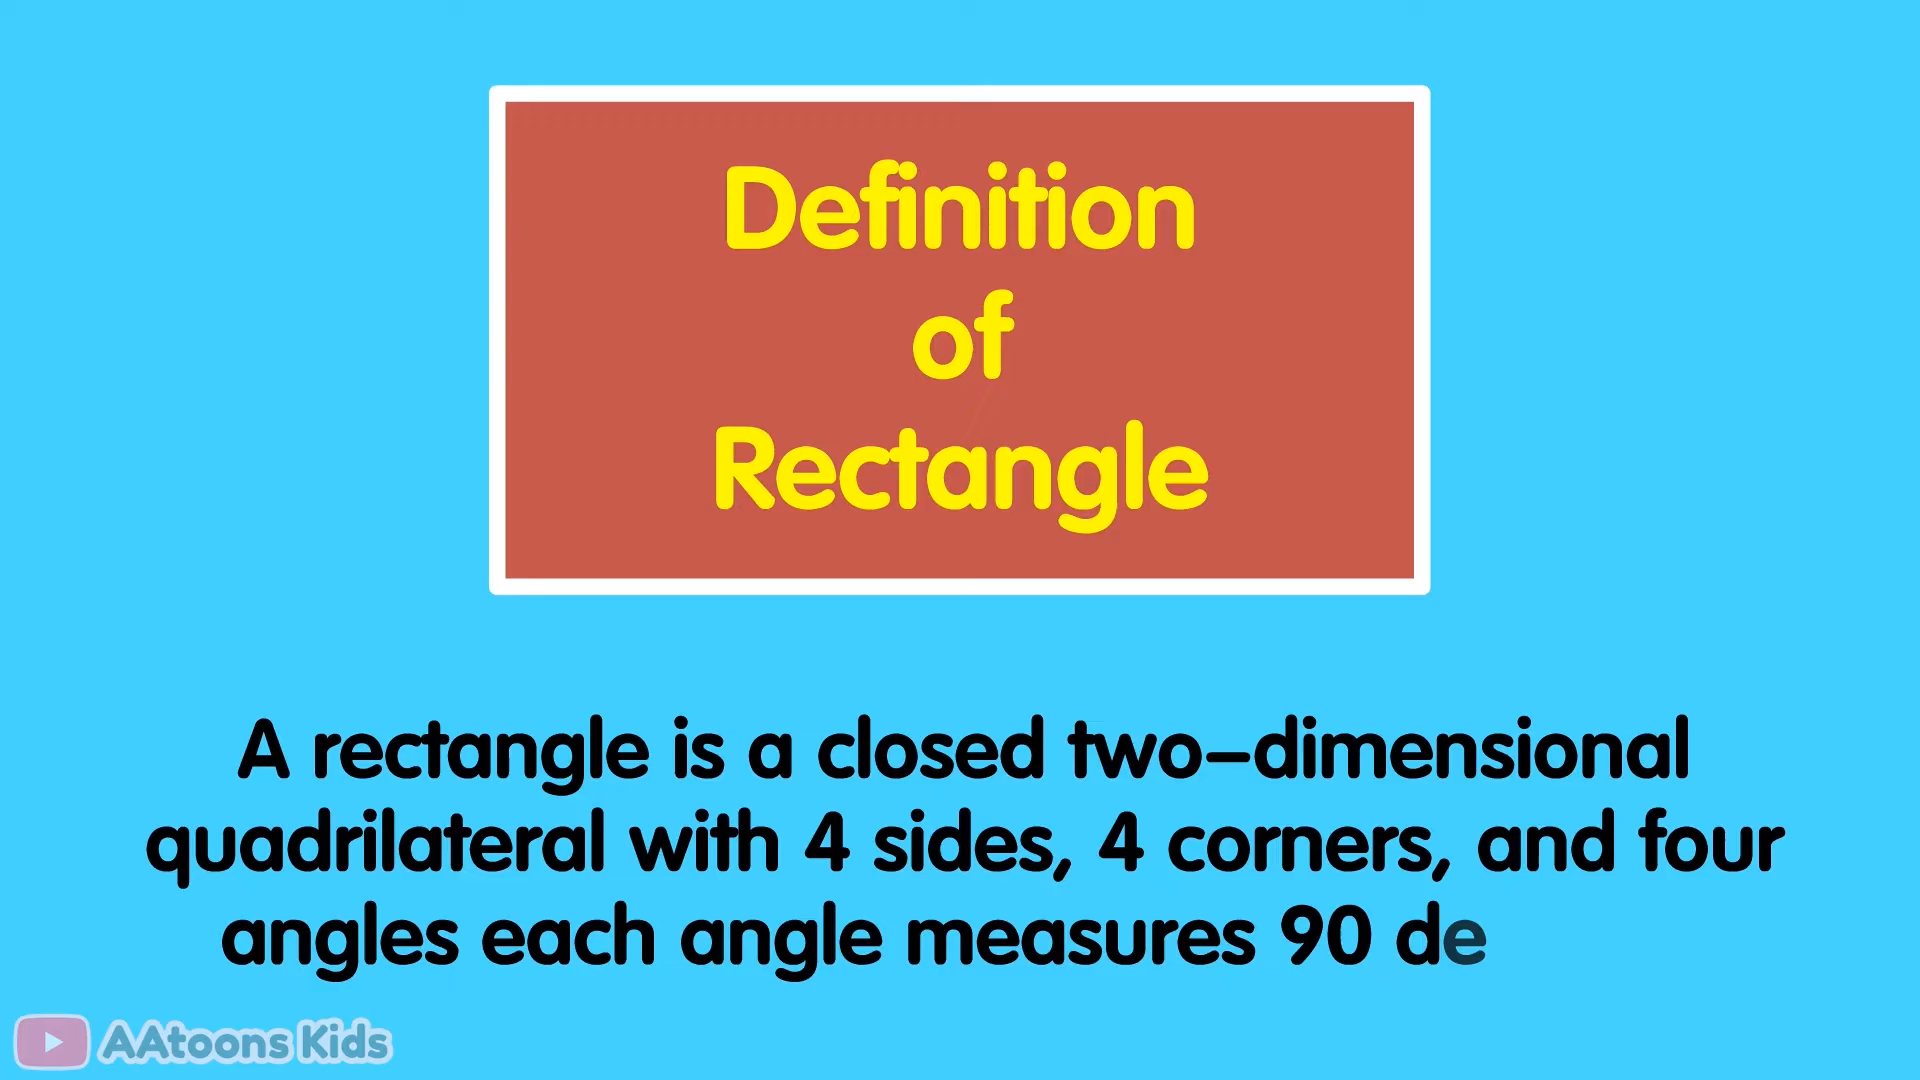 Definition
of
Rectangle
A rectangle is a closed two-dimensional
quadrilateral with 4 sides, 4 corners, and four
angles each angle measures 90 de
AAtoons Kids